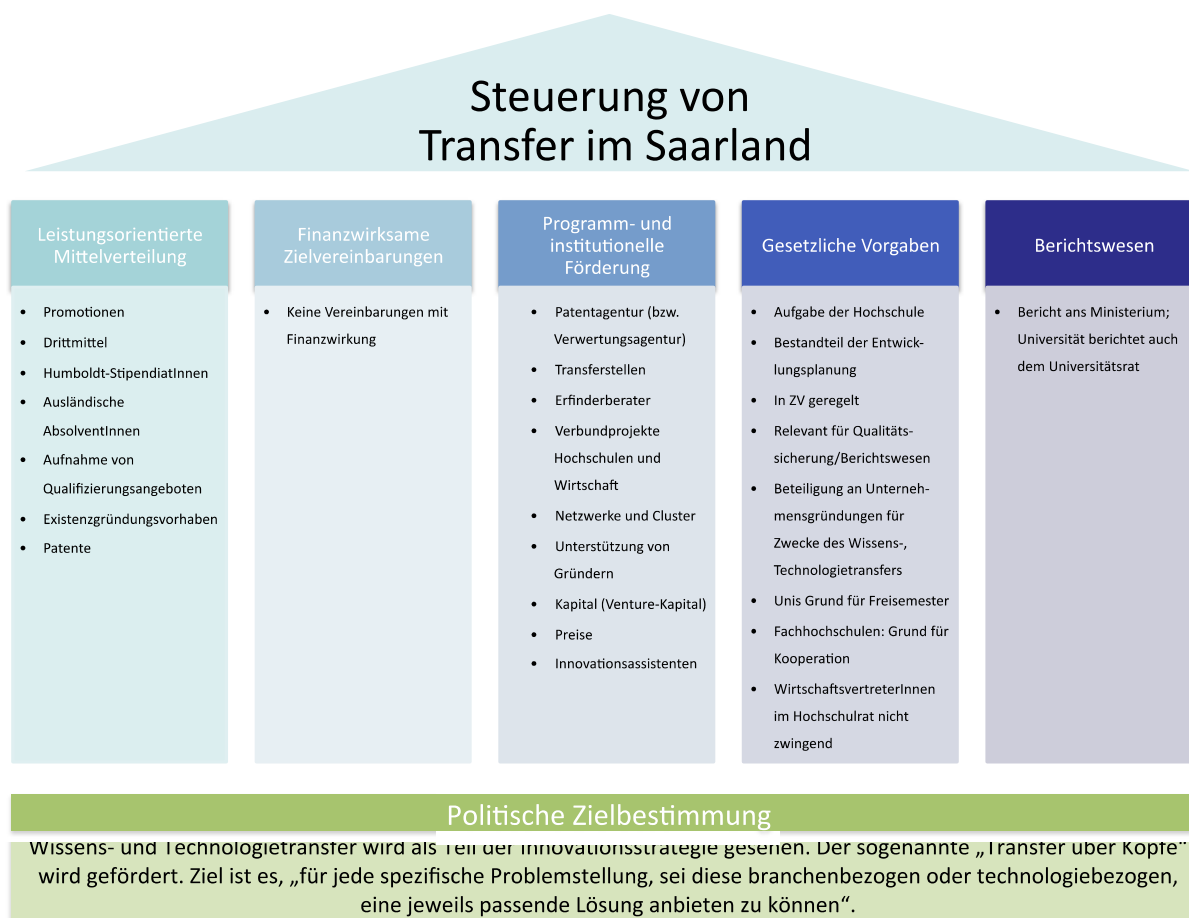 Steuerung von
Transfer im Saarland
Leistungsorientierte
Mittelverteilung
• Promotionen
• Drittmittel
• Humboldt-StipendiatInnen
• Ausländische
AbsolventInnen
• Aufnahme von
Qualifizierungsangeboten
• Existenzgründungsvorhaben
• Patente
Finanzwirksame
Zielvereinbarungen
• Keine Vereinbarungen mit
Finanzwirkung
Programm- und
institutionelle
Förderung
• Patentagentur (bzw.
Verwertungsagentur)
• Transferstellen
• Erfinderberater
• Verbundprojekte
Hochschulen und
Wirtschaft
• Netzwerke und Cluster
• Unterstützung von
Gründern
• Kapital (Venture-Kapital)
• Preise
• Innovationsassistenten
Gesetzliche Vorgaben
• Aufgabe der Hochschule
• Bestandteil der Entwick-
lungsplanung
• In ZV geregelt
• Relevant für Qualitäts-
sicherung/Berichtswesen
• Beteiligung an Unterneh-
mensgründungen für
Zwecke des Wissens-,
Technologietransfers
• Unis Grund für Freisemester
• Fachhochschulen: Grund für
Kooperation
• WirtschaftsvertreterInnen
im Hochschulrat nicht
zwingend
Berichtswesen
• Bericht ans Ministerium;
Universität berichtet auch
dem Universitätsrat
Politische Zielbestimmung
Wissens- und Technologietransfer wird als Teil der Innovationsstrategie gesehen. Der sogenannte „Transfer über Köpfe“
wird gefördert. Ziel ist es, „für jede spezifische Problemstellung, sei diese branchenbezogen oder technologiebezogen,
eine jeweils passende Lösung anbieten zu können“.